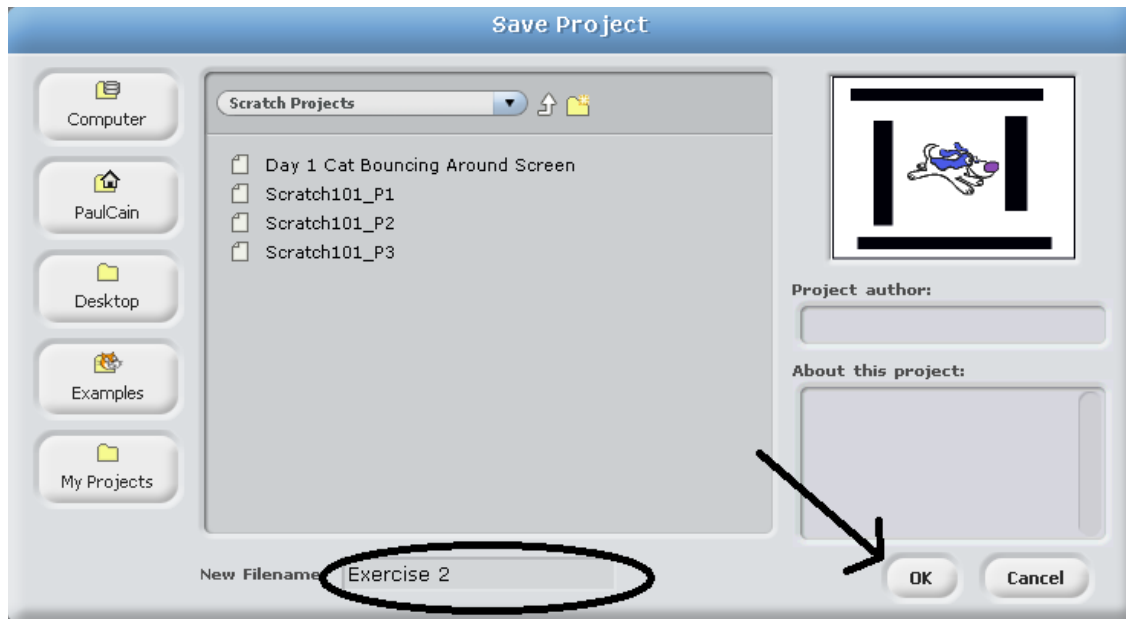 Save Project
Computer
PaulCain
Desktop
Examples
My Projects
Scratch Projects
Day 1 Cat Bouncing Around Screen
Scratch101_P1
Scratch101_P2
Scratch101_P3
New Filename
Exercise 2
Project author:
About this project:
OK
Cancel